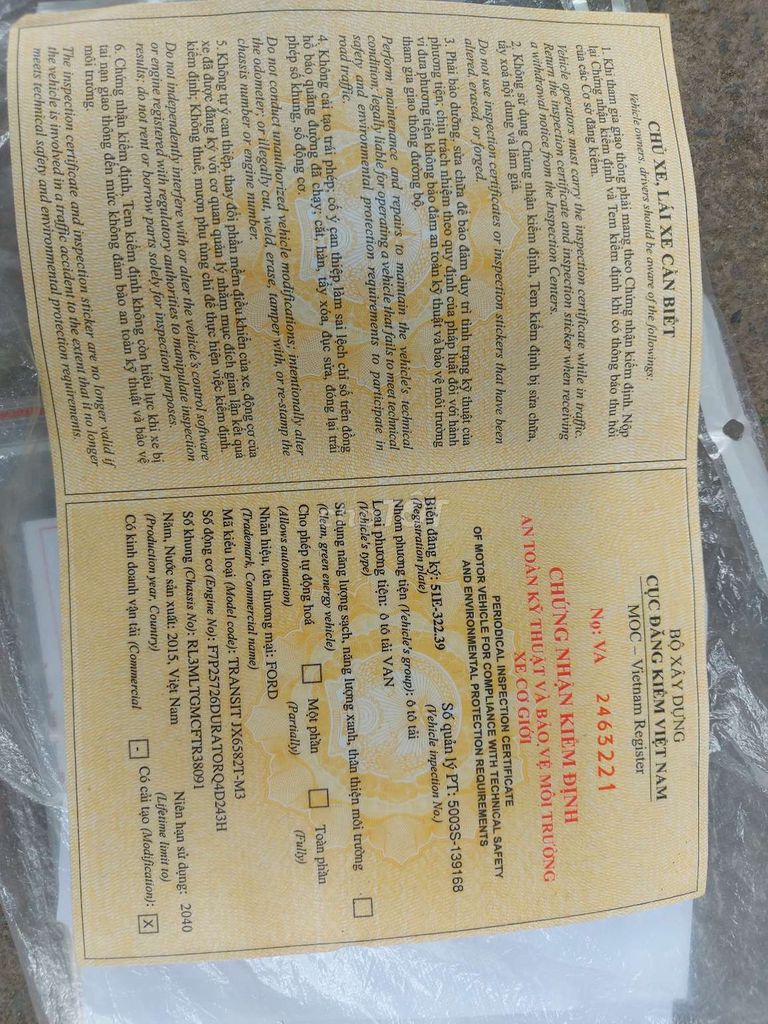 CHỦ XE, LÁI XE CẦN BIẾT
Vehicle owners, drivers should be aware of the followings:
1. Khi tham gia giao thông phải mang theo Chứng nhận kiểm định. Nộp
lại Chứng nhận kiểm định và Tem kiểm định khi có thông báo thu hồi
của các Cơ sở đăng kiểm.
Vehicle operators must carry the inspection certificate while in traffic.
Return the inspection certificate and inspection sticker when receiving
a withdrawal notice from the Inspection Centers.
2. Không sử dụng Chứng nhận kiểm định, Tem kiểm định bị sửa chữa,
tẩy xoá nội dung và làm giả.
Do not use inspection certificates or inspection stickers that have been
altered, erased, or forged.
3. Phải bảo dưỡng, sửa chữa để bảo đảm duy trì tình trạng kỹ thuật của
phương tiện; chịu trách nhiệm theo quy định của pháp luật đối với hành
vi đưa phương tiện không bảo đảm an toàn kỹ thuật và bảo vệ môi trường
tham gia giao thông đường bộ.
Perform maintenance and repairs to maintain the vehicle's technical
condition; legally liable for operating a vehicle that fails to meet technical
safety and environmental protection requirements to participate in
road traffic.
4. Không cải tạo trái phép; cố ý can thiệp làm sai lệch chỉ số trên đồng
hồ báo quãng đường đã chạy; cắt, hàn, tẩy xóa, đục sửa, đóng lại trái
phép số khung, số động cơ.
Do not conduct unauthorized vehicle modifications; intentionally alter
the odometer; or illegally cut, weld, erase, tamper with, or re-stamp the
chassis number or engine number.
5. Không tự ý can thiệp, thay đổi phần mềm điều khiển của xe, động cơ của
xe đã được đăng ký với cơ quan quản lý nhằm mục đích gian lận kết quả
kiểm định; Không thuê, mượn phụ tùng chỉ để thực hiện việc kiểm định.
Do not independently interfere with or alter the vehicle's control software
or engine registered with regulatory authorities to manipulate inspection
results; do not rent or borrow parts solely for inspection purposes.
6. Chứng nhận kiểm định, Tem kiểm định không còn hiệu lực khi xe bị
tai nạn giao thông đến mức không đảm bảo an toàn kỹ thuật và bảo vệ
môi trường.
The inspection certificate and inspection sticker are no longer valid if
the vehicle is involved in a traffic accident to the extent that it no longer
meets technical safety and environmental protection requirements.
BỘ XÂY DỰNG
CỤC ĐĂNG KIỂM VIỆT NAM
MOC – Vietnam Register
No: VA 2463221
CHỨNG NHẬN KIỂM ĐỊNH
AN TOÀN KỸ THUẬT VÀ BẢO VỆ MÔI TRƯỜNG
XE CƠ GIỚI
PERIODICAL INSPECTION CERTIFICATE
OF MOTOR VEHICLE FOR COMPLIANCE WITH TECHNICAL SAFETY
AND ENVIRONMENTAL PROTECTION REQUIREMENTS
Biển đăng ký: 51E-322.39 Số quản lý PT: 5003S-139168
(Registration plate) (Vehicle inpection No.)
Nhóm phương tiện (Vehicle's group): ô tô tải
Loại phương tiện: ô tô tải VAN
(Vehicle's type)
Sử dụng năng lượng sạch, năng lượng xanh, thân thiện môi trường
(Clean, green energy vehicle)
Cho phép tự động hoá Một phần Toàn phần
(Allows automation) (Partially) (Fully)
Nhãn hiệu, tên thương mại: FORD
(Trademark, Commercial name)
Mã kiểu loại (Model code): TRANSIT JX6582T-M3
Số động cơ (Engine No): F7P25726DURATORQ4D243H
Số khung (Chassis No): RL3MLTGMCFTR38091
Năm, Nước sản xuất: 2015, Việt Nam Niên hạn sử dụng: 2040
(Production year, Country) (Lifetime limit to)
Có kinh doanh vận tải (Commercial - Có cải tạo (Modification): X